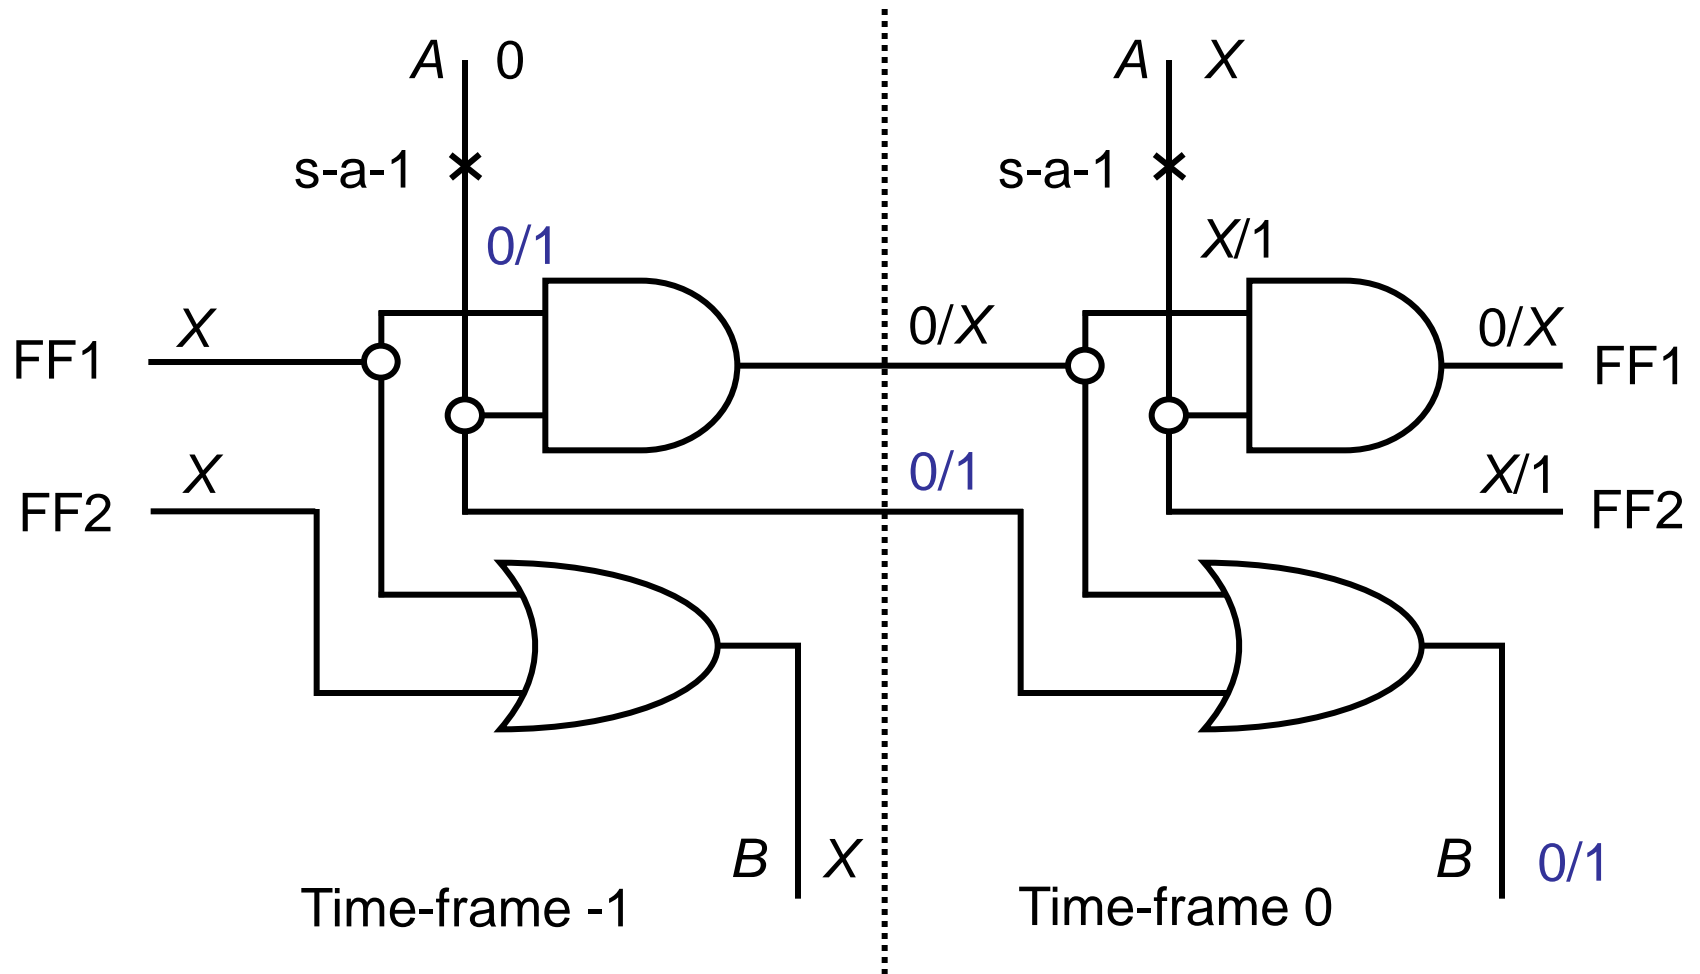 A 0
A X
s-a-1
s-a-1
0/1
X/1
X
FF1
0/X
0/X
FF1
X
FF2
0/1
X/1
FF2
B X
B 0/1
Time-frame -1
Time-frame 0